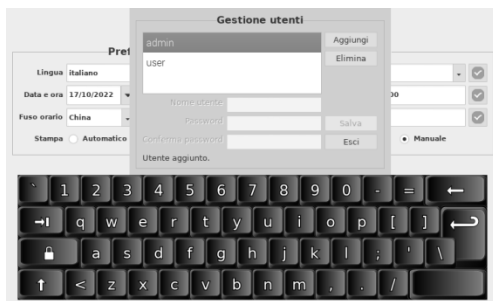 Gestione utenti
admin
Aggiungi
user
Elimina
Nome utente
Password
Salva
Conferma password
Esci
Utente aggiunto.
Pref
Lingua italiano
Data e ora 17/10/2022
00
Fuso orario China
Stampa Automatico
Manuale
` 1 2 3 4 5 6 7 8 9 0 - =
q w e r t y u i o p [ ]
a s d f g h j k l ; ' \
< z x c v b n m , . /